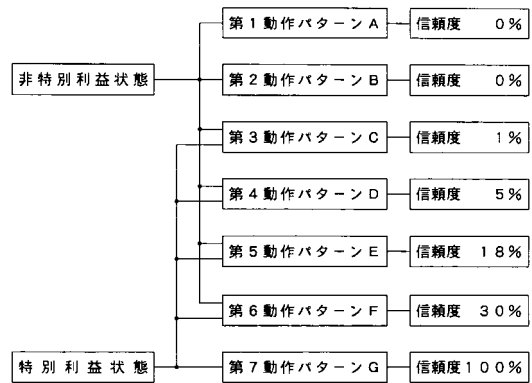 第１動作パターンＡ 信頼度 ０％
非特別利益状態 第２動作パターンＢ 信頼度 ０％
第３動作パターンＣ 信頼度 １％
第４動作パターンＤ 信頼度 ５％
第５動作パターンＥ 信頼度 １８％
第６動作パターンＦ 信頼度 ３０％
特別利益状態 第７動作パターンＧ 信頼度１００％